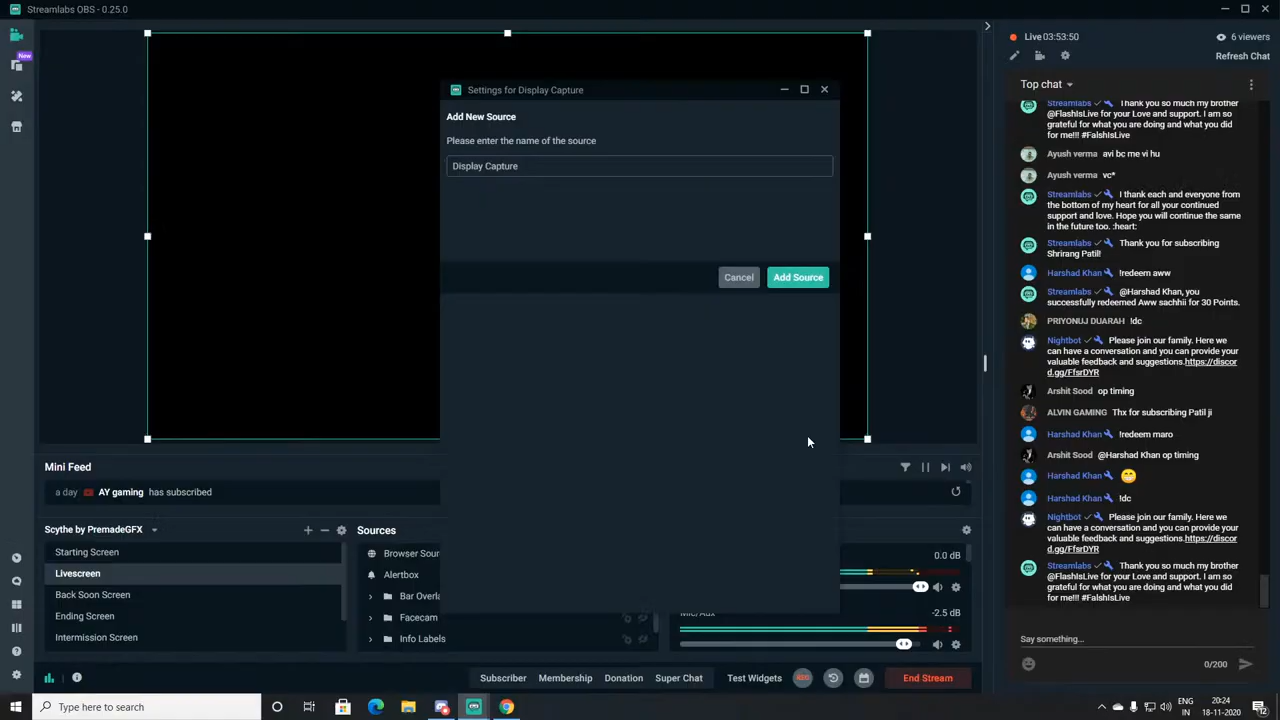 Streamlabs OBS - 0.25.0
New
Settings for Display Capture
Add New Source
Please enter the name of the source
Display Capture
Cancel
Add Source
Mini Feed
a day AY gaming has subscribed
Scythe by PremadeGFX
Starting Screen
Livescreen
Back Soon Screen
Ending Screen
Intermission Screen
Sources
Browser Sour
Alertbox
Bar Overla
Facecam
Info Labels
0.0 dB
Mic/Aux
-2.5 dB
Subscriber
Membership
Donation
Super Chat
Test Widgets
REC
End Stream
Live 03:53:50
6 viewers
Refresh Chat
Top chat
Streamlabs Thank you so much my brother
@FlashIsLive for your Love and support. I am so
grateful for what you are doing and what you did
for me!!! #FalshIsLive
Ayush verma avi bc me vi hu
Ayush verma vc*
Streamlabs I thank each and everyone from
the bottom of my heart for all your continued
support and love. Hope you will continue the same
in the future too. :heart:
Streamlabs Thank you for subscribing
Shrirang Patil!
Harshad Khan !redeem aww
Streamlabs @Harshad Khan, you
successfully redeemed Aww sachhii for 30 Points.
PRIYONUJ DUARAH !dc
Nightbot Please join our family. Here we
can have a conversation and you can provide your
valuable feedback and suggestions.https://discor
d.gg/FfsrDYR
Arshit Sood op timing
ALVIN GAMING Thx for subscribing Patil ji
Harshad Khan !redeem maro
Arshit Sood @Harshad Khan op timing
Harshad Khan 😁
Harshad Khan !dc
Nightbot Please join our family. Here we
can have a conversation and you can provide your
valuable feedback and suggestions.https://discor
d.gg/FfsrDYR
Streamlabs Thank you so much my brother
@FlashIsLive for your Love and support. I am so
grateful for what you are doing and what you did
for me!!! #FalshIsLive
Say something...
0/200
Type here to search
ENG
IN
20:24
18-11-2020
12